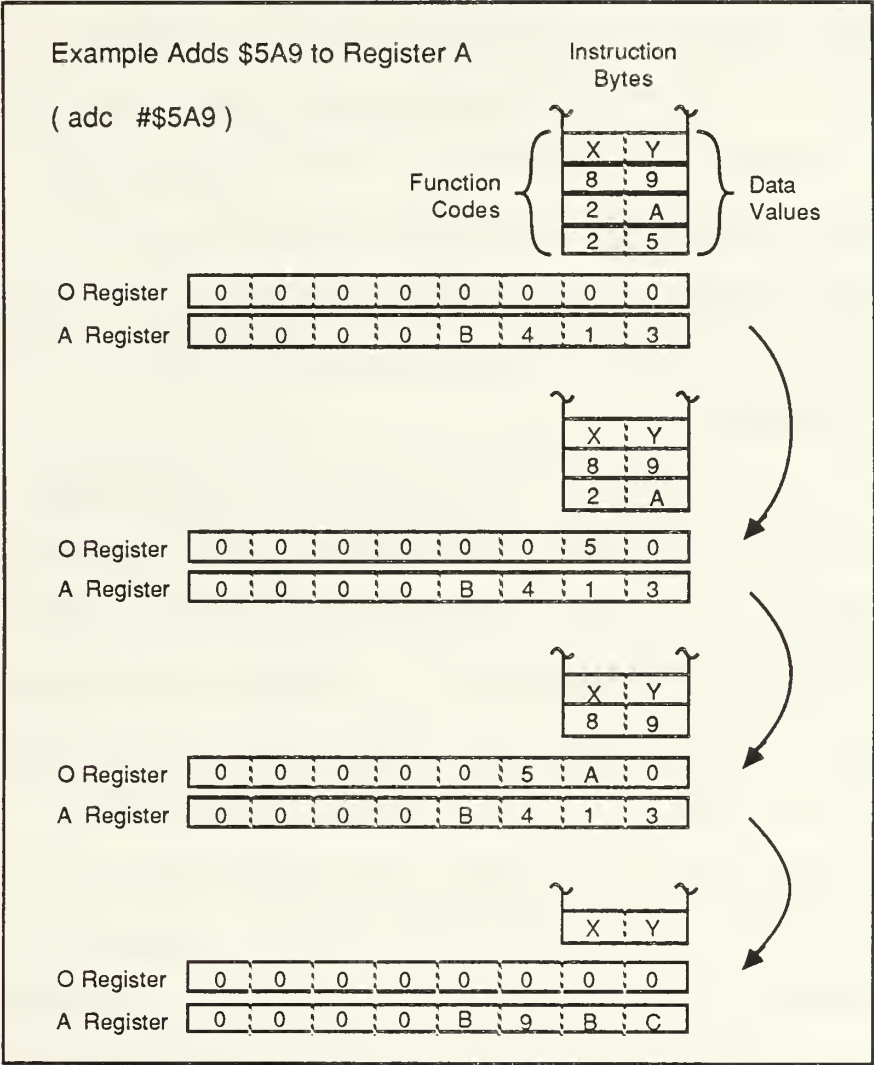 Example Adds $5A9 to Register A
Instruction
Bytes
( adc #$5A9 )
X Y
8 9
2 A
2 5
Function
Codes
Data
Values
O Register 0 0 0 0 0 0 0 0
A Register 0 0 0 0 B 4 1 3
X Y
8 9
2 A
O Register 0 0 0 0 0 0 5 0
A Register 0 0 0 0 B 4 1 3
X Y
8 9
O Register 0 0 0 0 0 5 A 0
A Register 0 0 0 0 B 4 1 3
X Y
O Register 0 0 0 0 0 0 0 0
A Register 0 0 0 0 B 9 B C